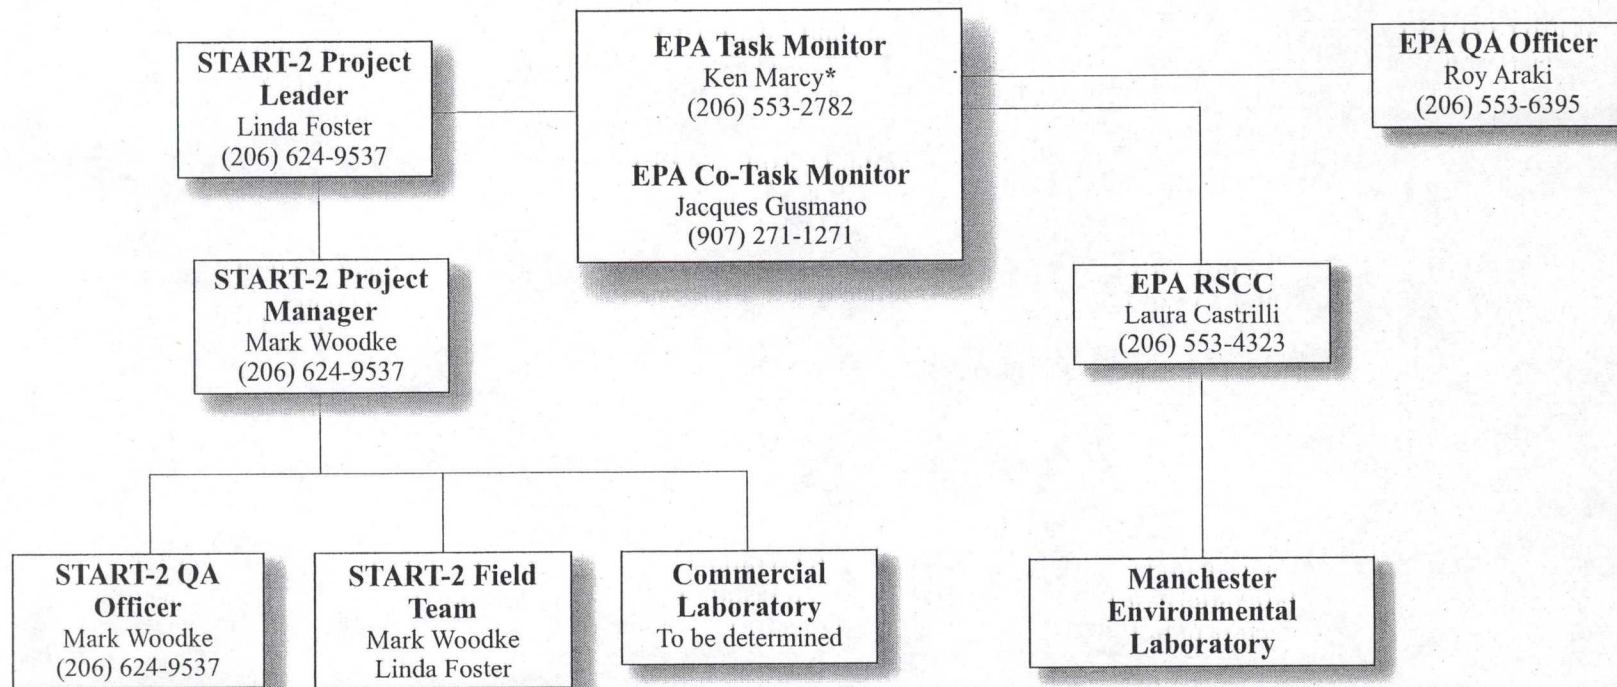 START-2 Project
Leader
Linda Foster
(206) 624-9537
EPA Task Monitor
Ken Marcy*
(206) 553-2782
EPA Co-Task Monitor
Jacques Gusmano
(907) 271-1271
EPA QA Officer
Roy Araki
(206) 553-6395
START-2 Project
Manager
Mark Woodke
(206) 624-9537
EPA RSCC
Laura Castrilli
(206) 553-4323
START-2 QA
Officer
Mark Woodke
(206) 624-9537
START-2 Field
Team
Mark Woodke
Linda Foster
Commercial
Laboratory
To be determined
Manchester
Environmental
Laboratory